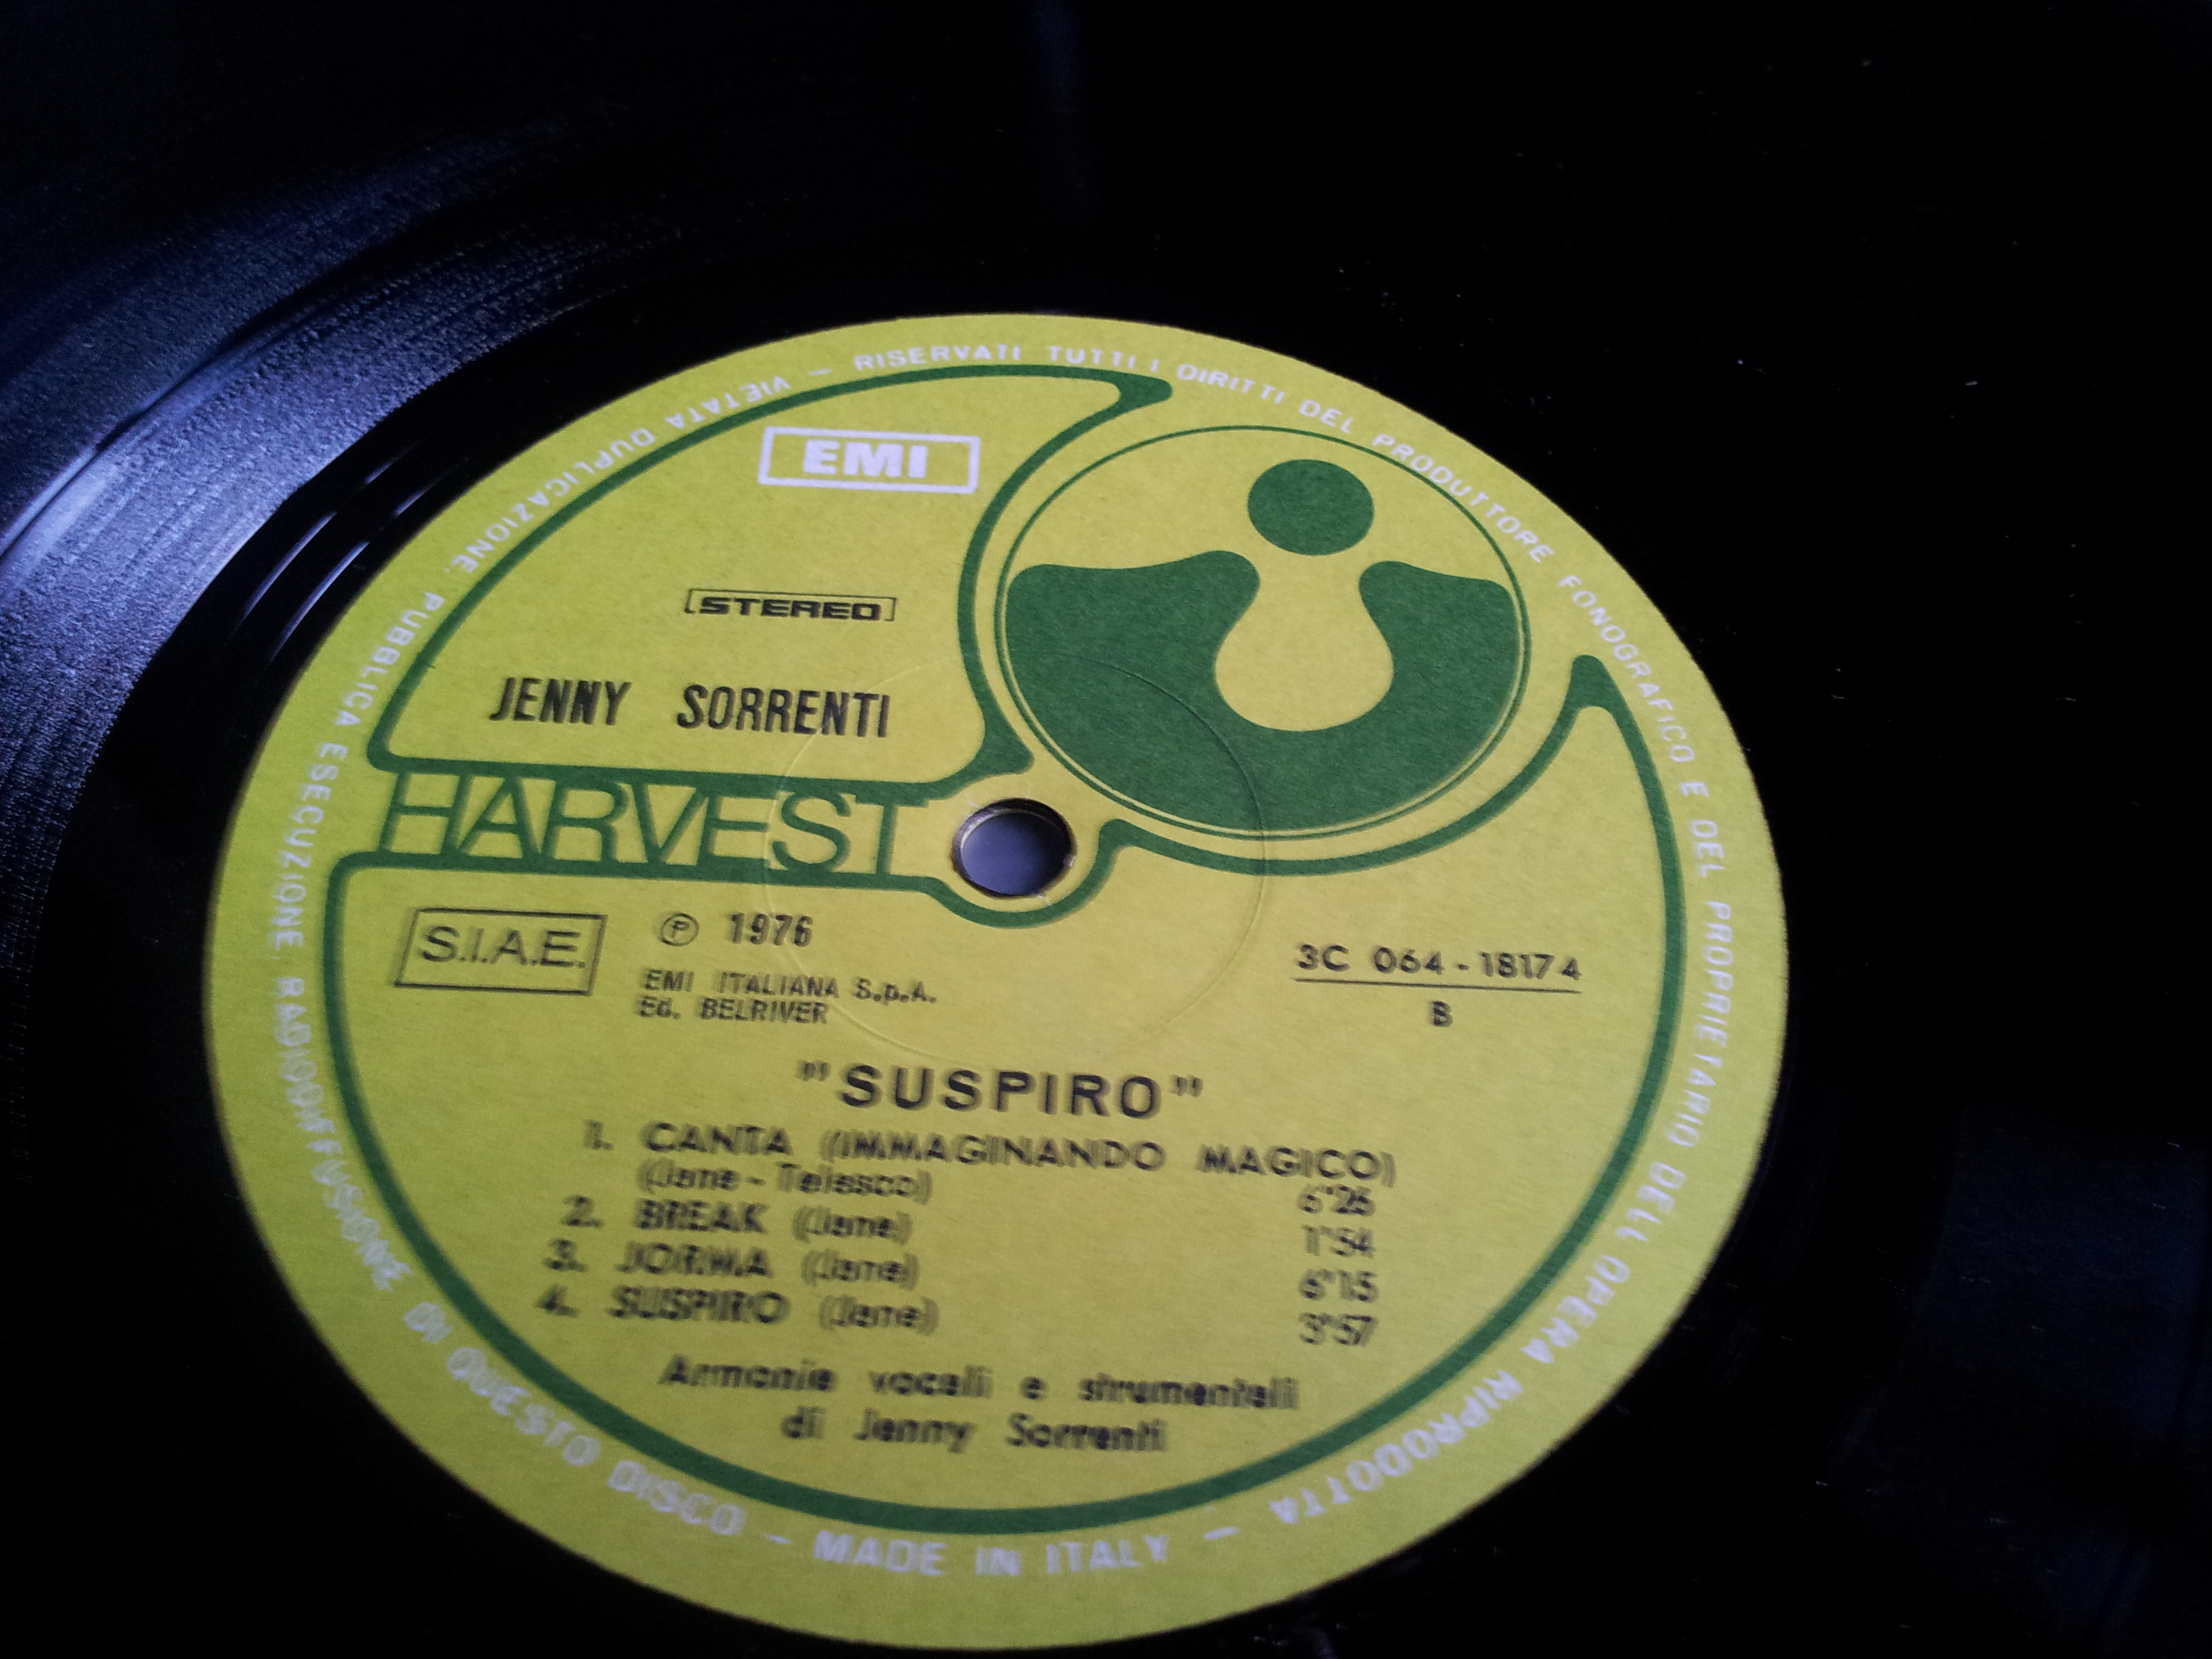 RISERVATI TUTTI I DIRITTI DEL PRODUTTORE FONOGRAFICO E DEL PROPRIETARIO DELL OPERA RIPRODOTTA – MADE IN ITALY – VIETATA DUPLICAZIONE. PUBBLICA ESECUZIONE. RADIODIFFUSIONE DI QUESTO DISCO –
EMI
STEREO
JENNY SORRENTI
HARVEST
S.I.A.E.
Ⓟ 1976
EMI ITALIANA S.p.A.
Ed. BELRIVER
3C 064-18174
B
"SUSPIRO"
1. CANTA (IMMAGINANDO MAGICO)
(Jane - Telesco) 6'26
2. BREAK (Jane) 1'54
3. JORMA (Jane) 6'15
4. SUSPIRO (Jane) 3'57
Armonie vocali e strumentali
di Jenny Sorrenti